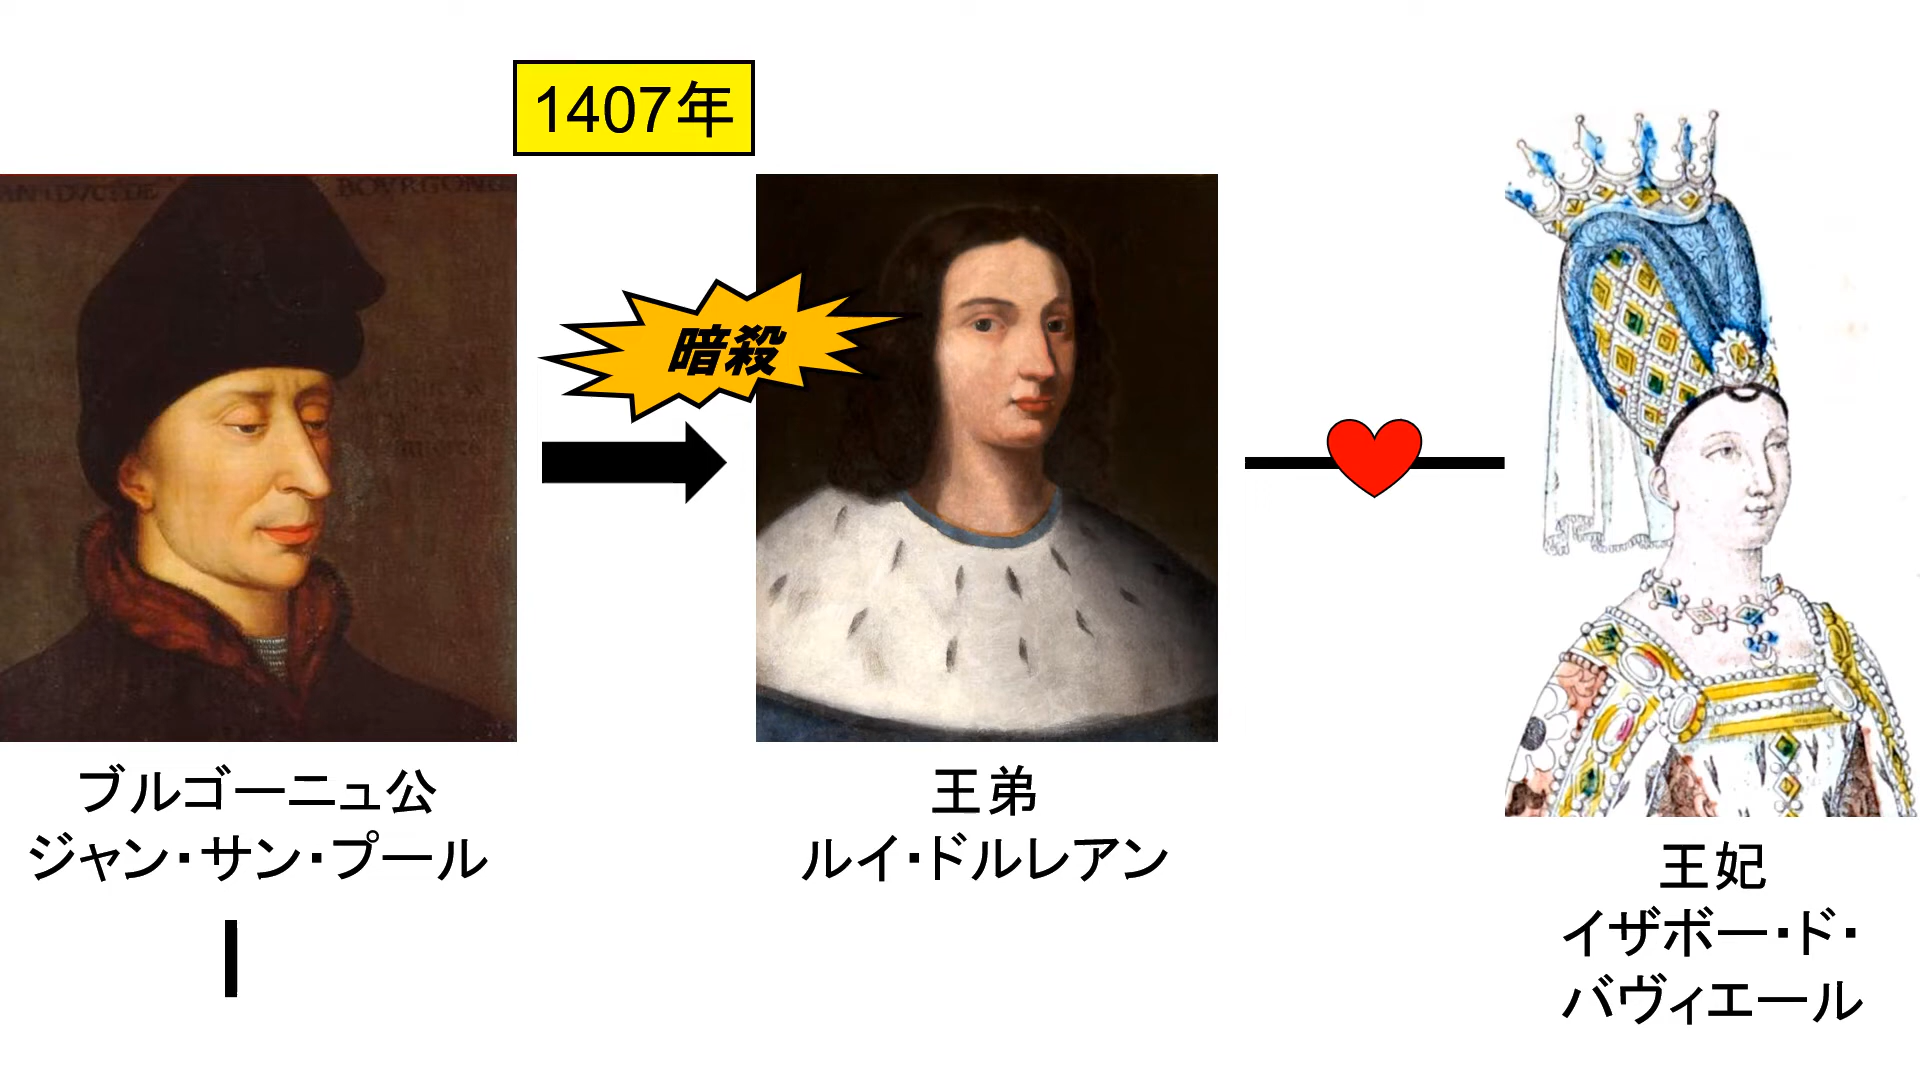 1407年
暗殺
BOVRGONG
ブルゴーニュ公
ジャン・サン・プール
王弟
ルイ・ドルレアン
王妃
イザボー・ド・
バヴィエール